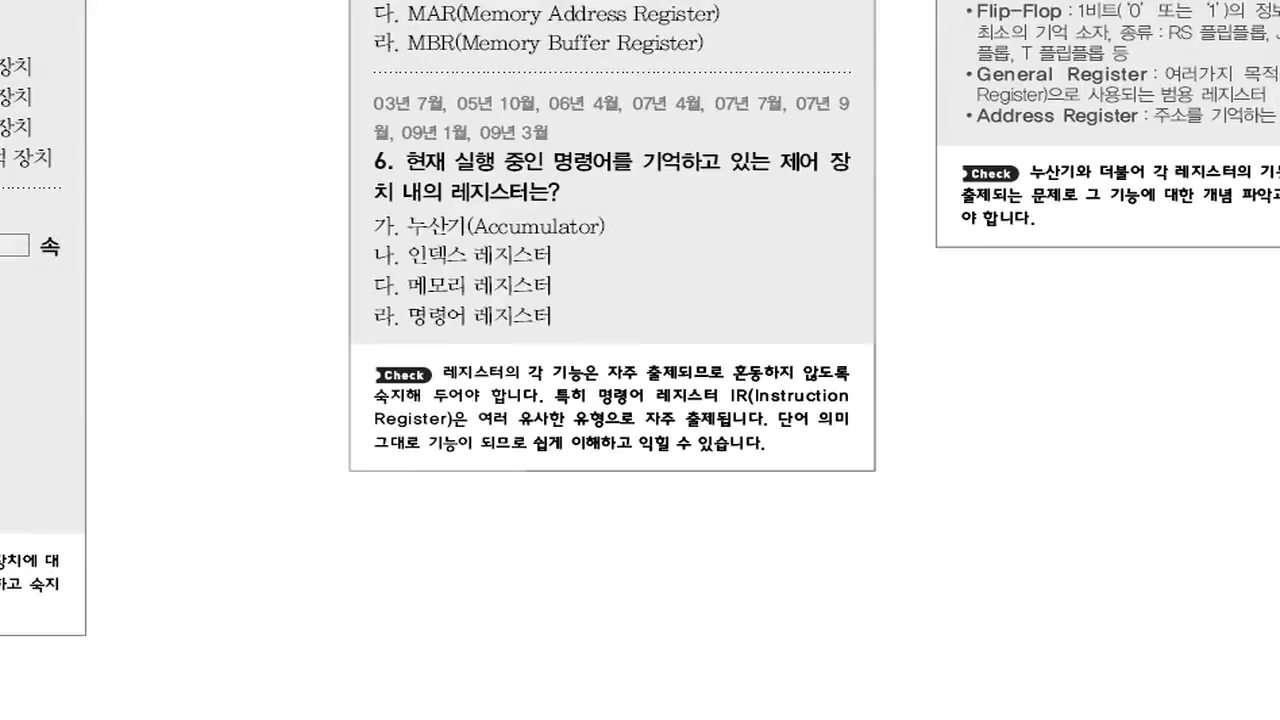 장치
장치
장치
장치
속
장치에 대
하고 숙지
다. MAR(Memory Address Register)
라. MBR(Memory Buffer Register)
03년 7월, 05년 10월, 06년 4월, 07년 4월, 07년 7월, 07년 9
월, 09년 1월, 09년 3월
6. 현재 실행 중인 명령어를 기억하고 있는 제어 장
치 내의 레지스터는?
가. 누산기(Accumulator)
나. 인덱스 레지스터
다. 메모리 레지스터
라. 명령어 레지스터
Check 레지스터의 각 기능은 자주 출제되므로 혼동하지 않도록
숙지해 두어야 합니다. 특히 명령어 레지스터 IR(Instruction
Register)은 여러 유사한 유형으로 자주 출제됩니다. 단어 의미
그대로 기능이 되므로 쉽게 이해하고 익힐 수 있습니다.
•Flip-Flop : 1비트(‘0’ 또는 ‘1’)의 정보
최소의 기억 소자, 종류 : RS 플립플롭,
플롭, T 플립플롭 등
•General Register : 여러가지 목적
Register)으로 사용되는 범용 레지스터
•Address Register : 주소를 기억하는
Check 누산기와 더불어 각 레지스터의
출제되는 문제로 그 기능에 대한 개념 파악
야 합니다.